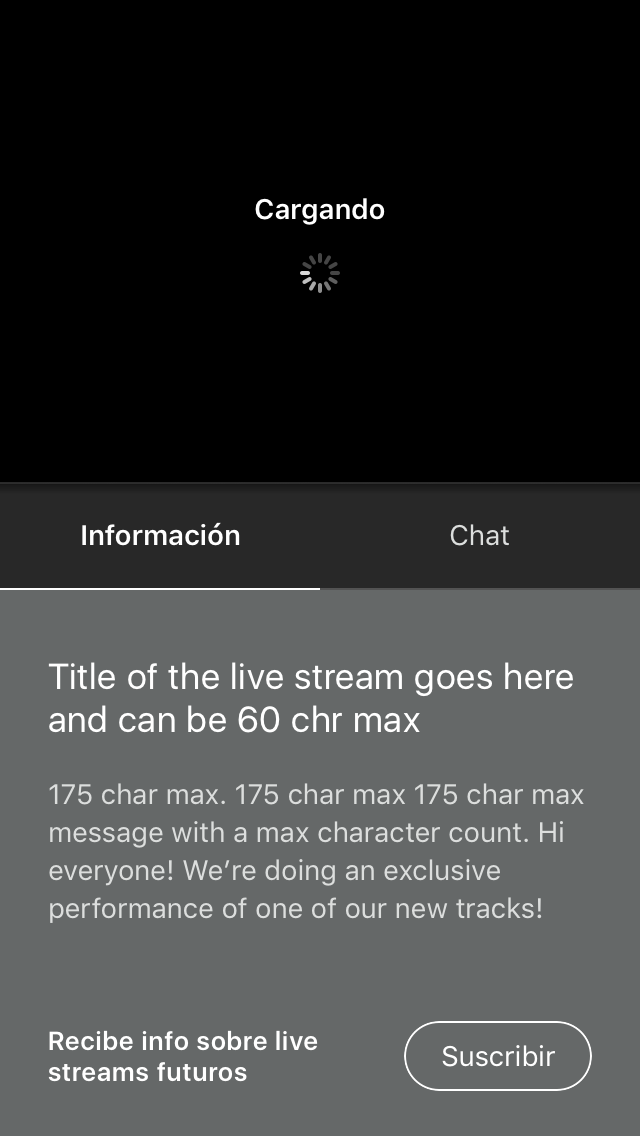 Cargando
Información
Chat
Title of the live stream goes here
and can be 60 chr max
175 char max. 175 char max 175 char max
message with a max character count. Hi
everyone! We’re doing an exclusive
performance of one of our new tracks!
Recibe info sobre live
streams futuros
Suscribir